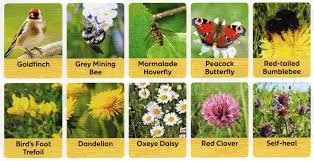 Goldfinch
Grey Mining
Bee
Marmalade
Hoverfly
Peacock
Butterfly
Red-tailed
Bumblebee
Bird's Foot
Trefoil
Dandelion
Oxeye Daisy
Red Clover
Self-heal